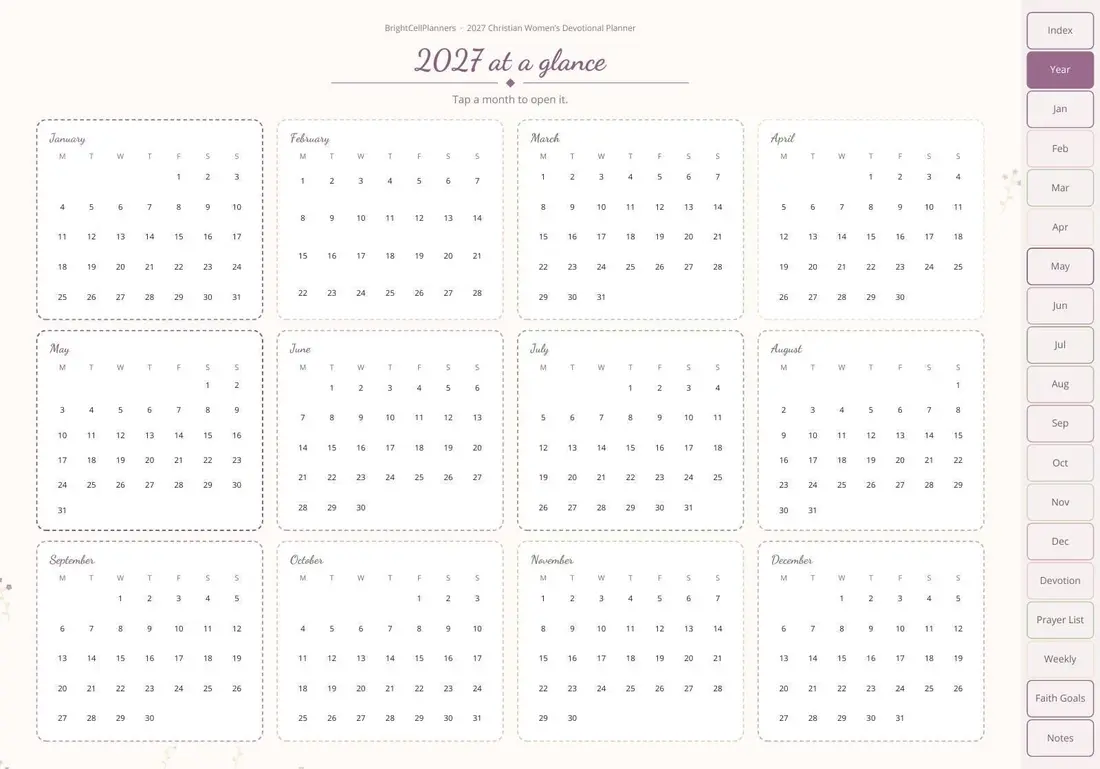 BrightCellPlanners - 2027 Christian Women's Devotional Planner
2027 at a glance
Tap a month to open it.
January
M T W T F S S
1 2 3
4 5 6 7 8 9 10
11 12 13 14 15 16 17
18 19 20 21 22 23 24
25 26 27 28 29 30 31
February
M T W T F S S
1 2 3 4 5 6 7
8 9 10 11 12 13 14
15 16 17 18 19 20 21
22 23 24 25 26 27 28
March
M T W T F S S
1 2 3 4 5 6 7
8 9 10 11 12 13 14
15 16 17 18 19 20 21
22 23 24 25 26 27 28
29 30 31
April
M T W T F S S
1 2 3 4
5 6 7 8 9 10 11
12 13 14 15 16 17 18
19 20 21 22 23 24 25
26 27 28 29 30
May
M T W T F S S
1 2
3 4 5 6 7 8 9
10 11 12 13 14 15 16
17 18 19 20 21 22 23
24 25 26 27 28 29 30
31
June
M T W T F S S
1 2 3 4 5 6
7 8 9 10 11 12 13
14 15 16 17 18 19 20
21 22 23 24 25 26 27
28 29 30
July
M T W T F S S
1 2 3 4
5 6 7 8 9 10 11
12 13 14 15 16 17 18
19 20 21 22 23 24 25
26 27 28 29 30 31
August
M T W T F S S
1
2 3 4 5 6 7 8
9 10 11 12 13 14 15
16 17 18 19 20 21 22
23 24 25 26 27 28 29
30 31
September
M T W T F S S
1 2 3 4 5
6 7 8 9 10 11 12
13 14 15 16 17 18 19
20 21 22 23 24 25 26
27 28 29 30
October
M T W T F S S
1 2 3
4 5 6 7 8 9 10
11 12 13 14 15 16 17
18 19 20 21 22 23 24
25 26 27 28 29 30 31
November
M T W T F S S
1 2 3 4 5 6 7
8 9 10 11 12 13 14
15 16 17 18 19 20 21
22 23 24 25 26 27 28
29 30
December
M T W T F S S
1 2 3 4 5
6 7 8 9 10 11 12
13 14 15 16 17 18 19
20 21 22 23 24 25 26
27 28 29 30 31
Index
Year
Jan
Feb
Mar
Apr
May
Jun
Jul
Aug
Sep
Oct
Nov
Dec
Devotion
Prayer List
Weekly
Faith Goals
Notes